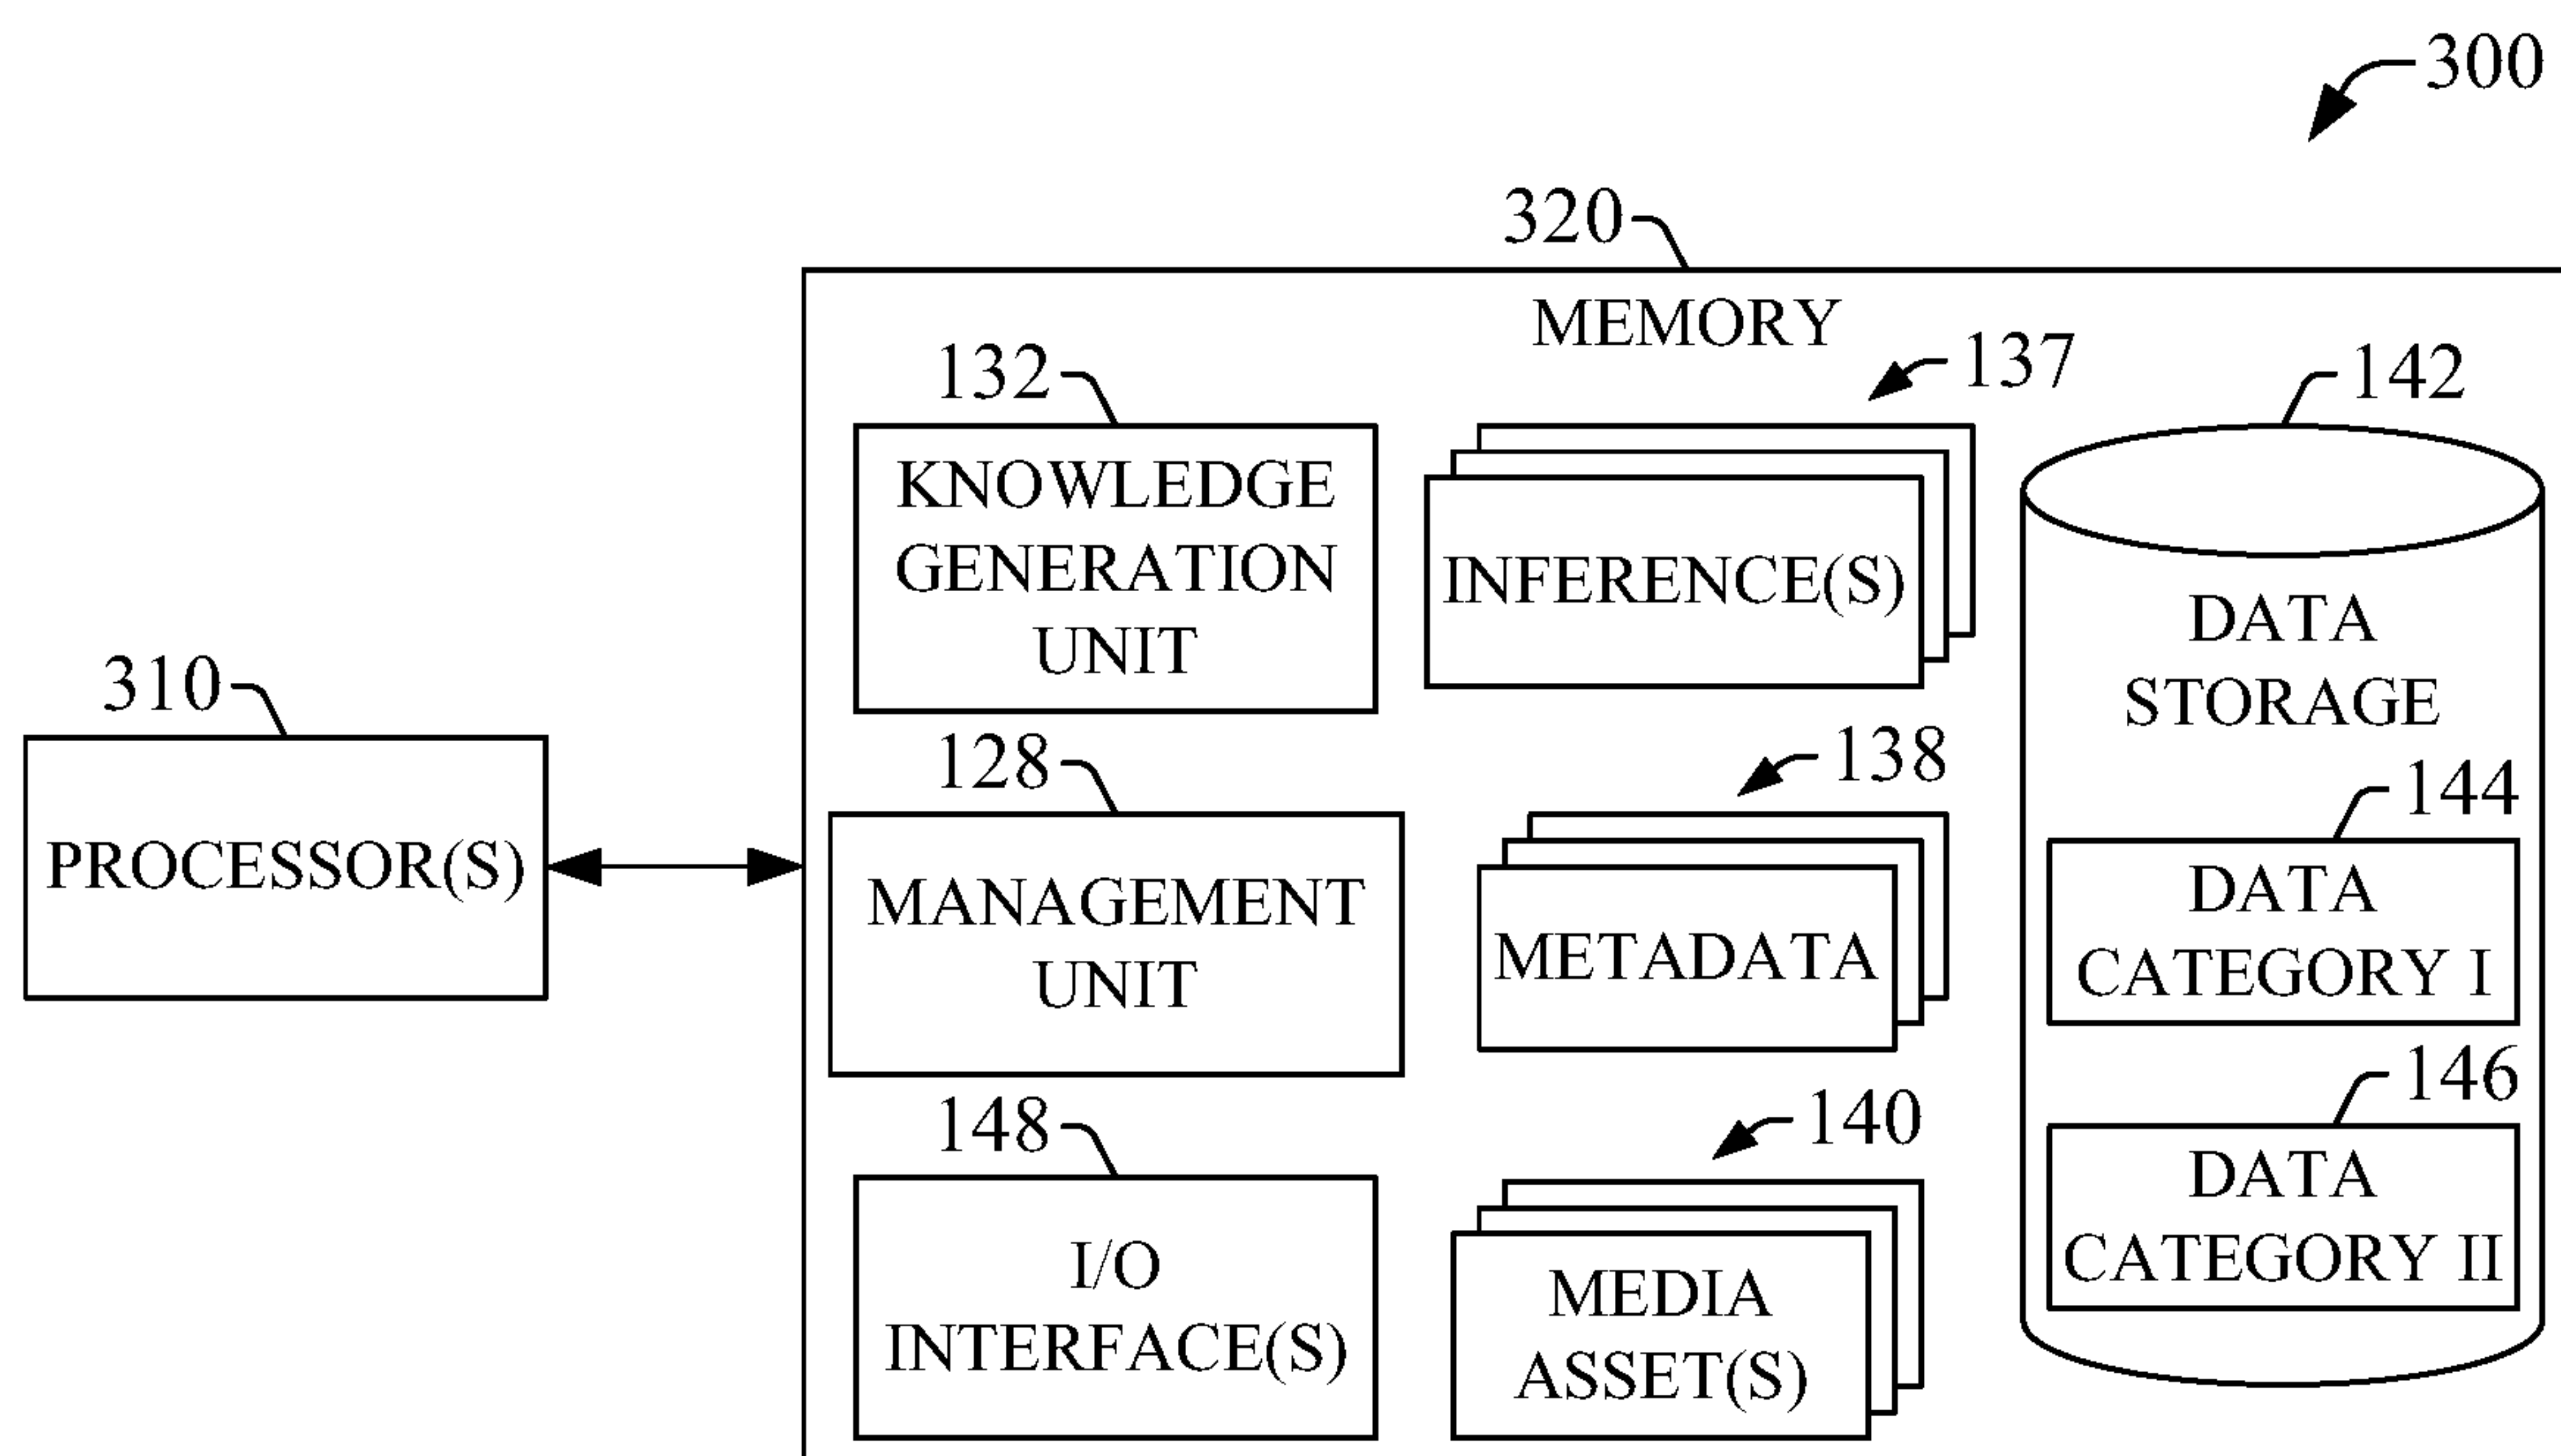 300
320
MEMORY
132
KNOWLEDGE
GENERATION
UNIT
137
INFERENCE(S)
142
DATA
STORAGE
310
PROCESSOR(S)
128
MANAGEMENT
UNIT
138
METADATA
144
DATA
CATEGORY I
148
I/O
INTERFACE(S)
140
MEDIA
ASSET(S)
146
DATA
CATEGORY II